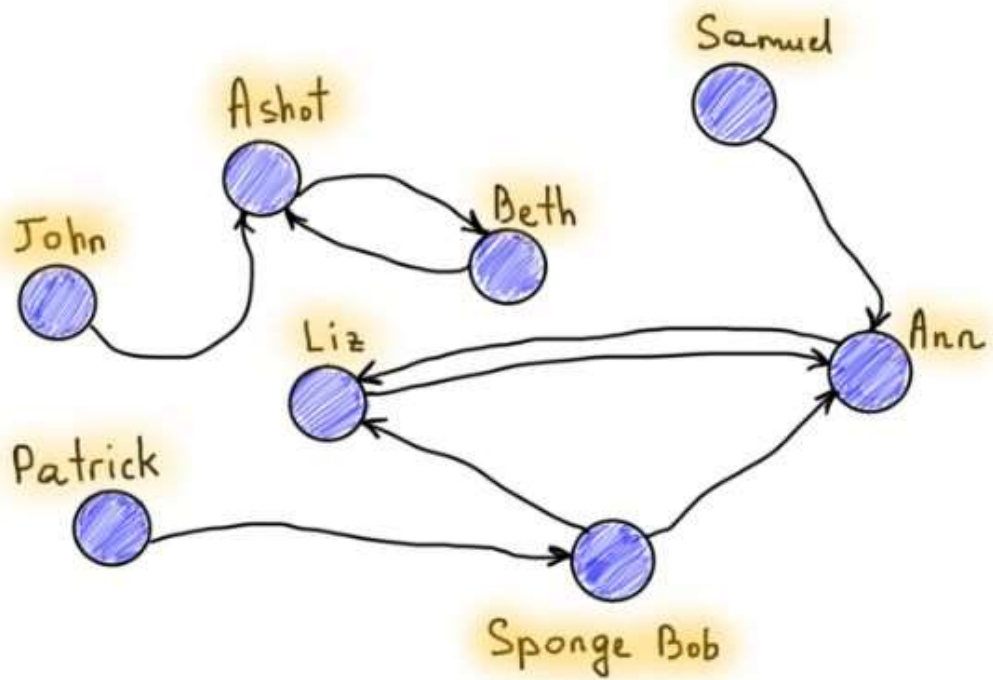 Samuel
Ashot
Beth
John
Liz
Ann
Patrick
Sponge Bob